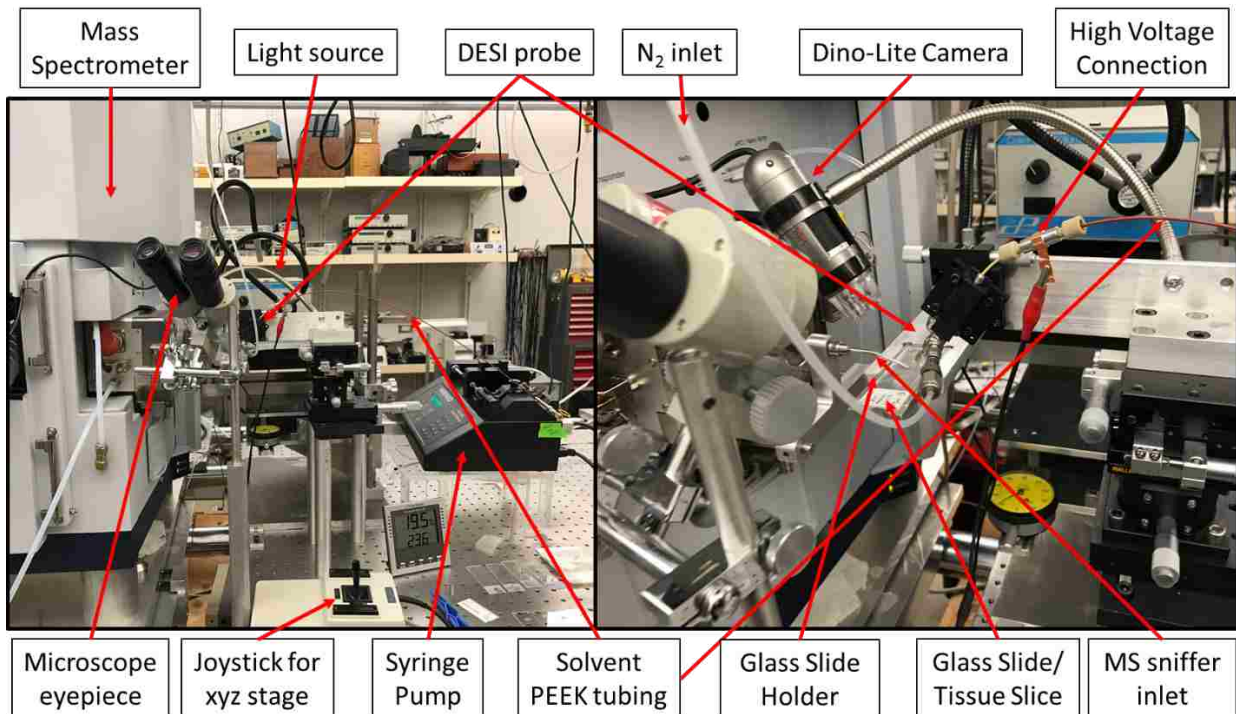 Mass
Spectrometer
Light source
DESI probe
N₂ inlet
Dino-Lite Camera
High Voltage
Connection
19.54
23.6
Microscope
eyepiece
Joystick for
xyz stage
Syringe
Pump
Solvent
PEEK tubing
Glass Slide
Holder
Glass Slide/
Tissue Slice
MS sniffer
inlet